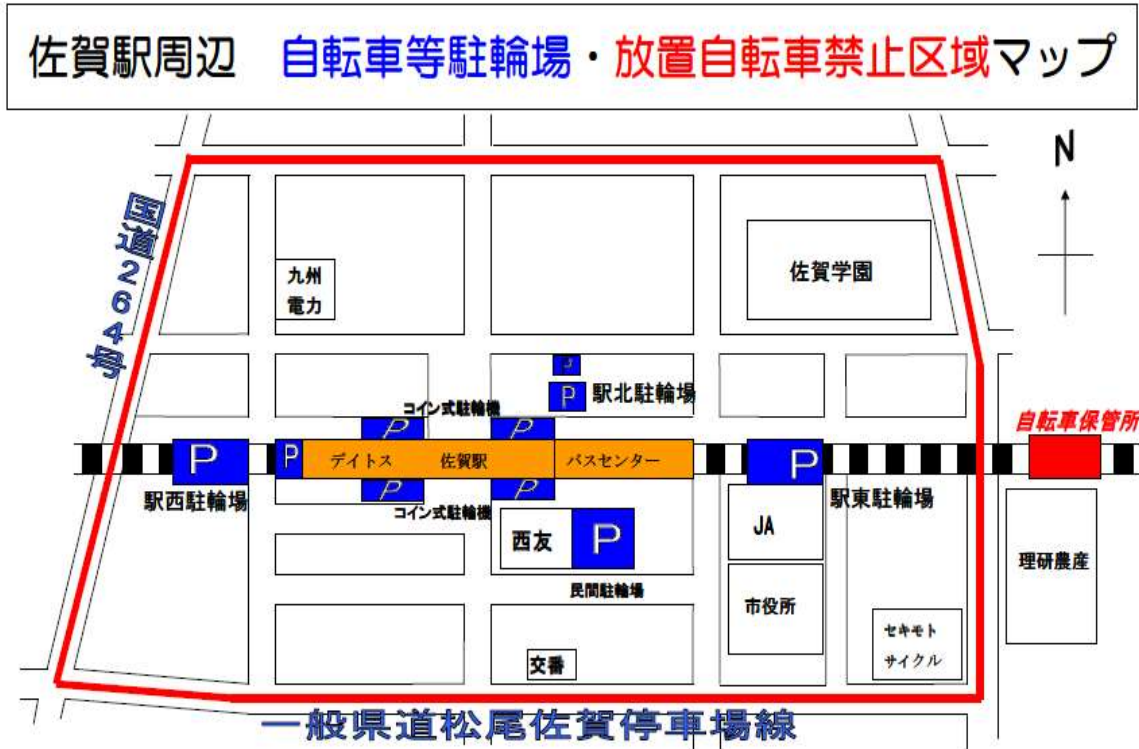 佐賀駅周辺 自転車等駐輪場・放置自転車禁止区域マップ
N
国道264号
九州
電力
佐賀学園
P
P
駅北駐輪場
コイン式駐輪機
P
P
自転車保管所
P
P
デイトス
佐賀駅
バスセンター
P
駅西駐輪場
P
P
駅東駐輪場
コイン式駐輪機
西友
P
JA
理研農産
民間駐輪場
市役所
セキモト
サイクル
交番
一般県道松尾佐賀停車場線